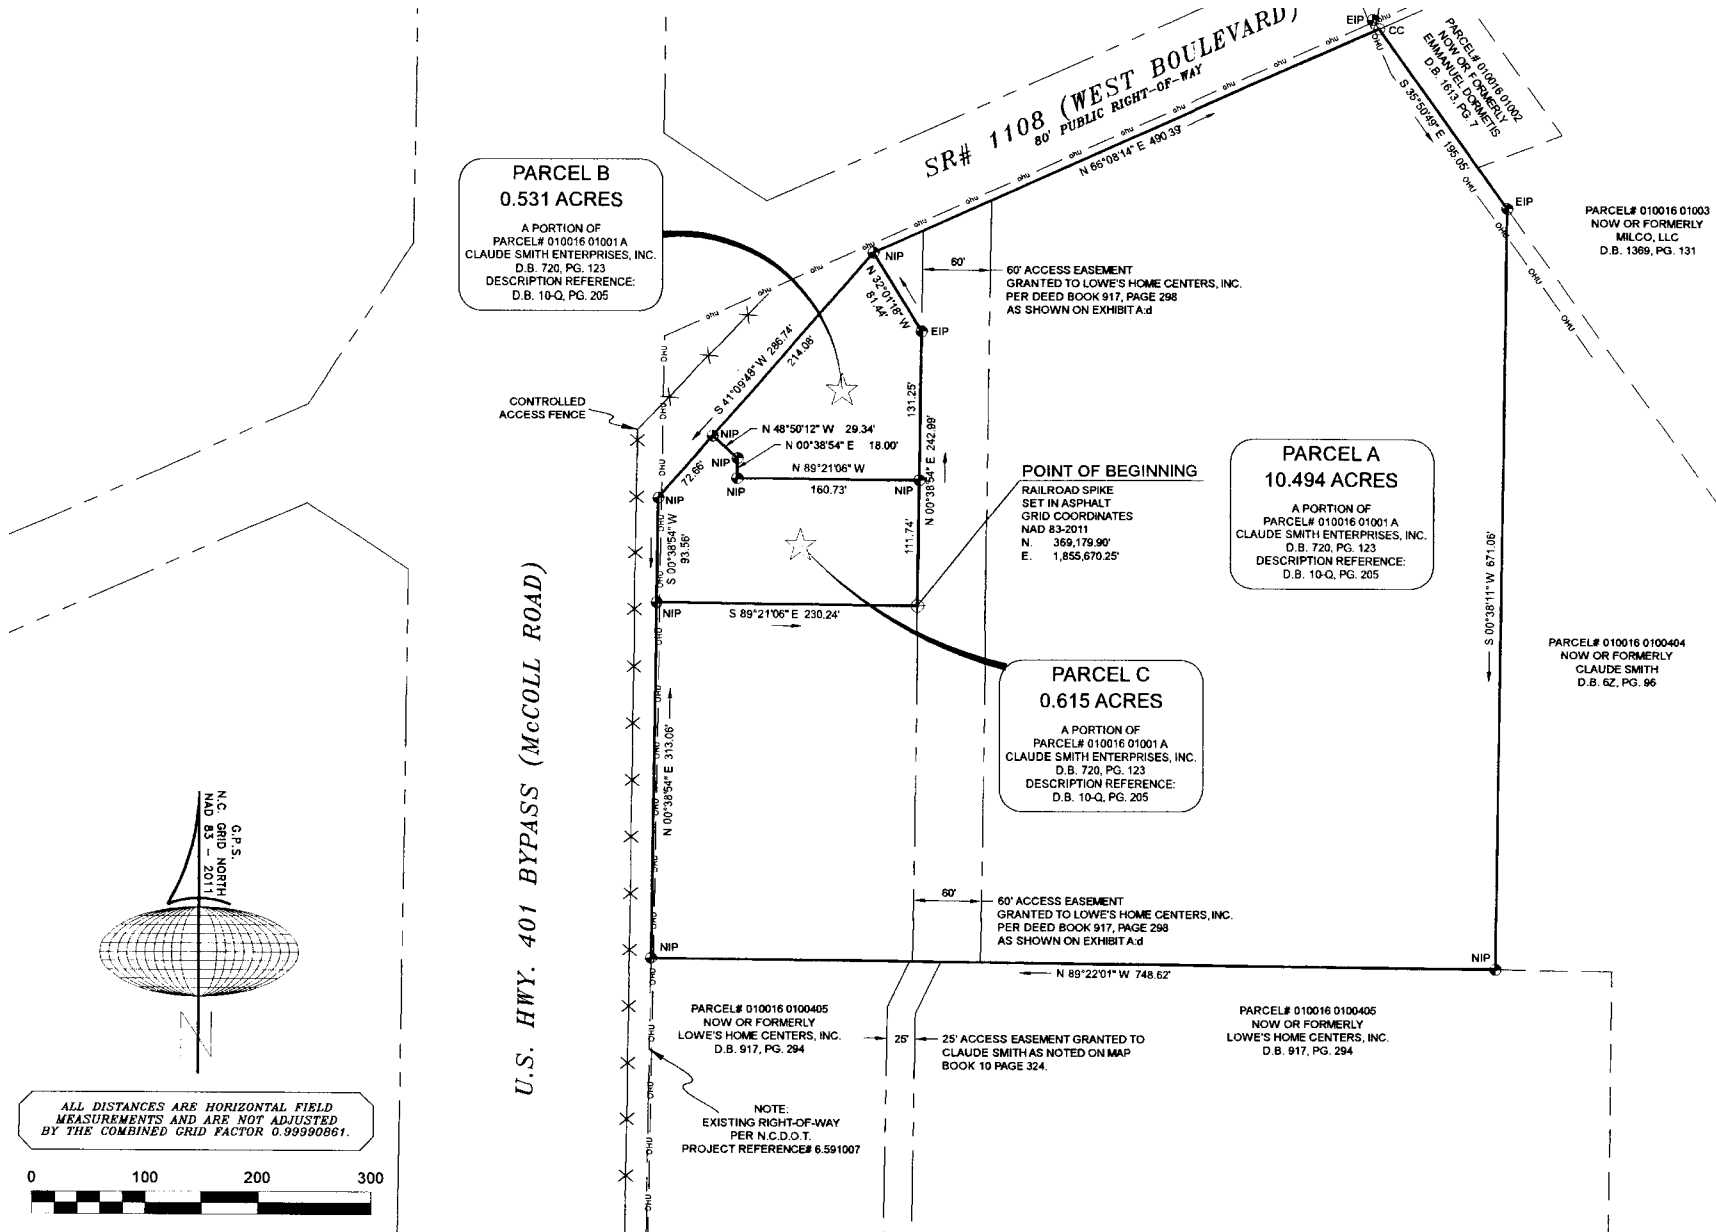 SR# 1108 (WEST BOULEVARD)
80' PUBLIC RIGHT-OF-WAY
EIP
CC
PARCEL# 010016 01002
NOW OR FORMERLY
EMMANUEL DORMETIS
D.B. 1613, PG. 7
S 35°50'49" E 195.05'
N 66°08'14" E 490.39'
EIP
PARCEL# 010016 01003
NOW OR FORMERLY
MILCO, LLC
D.B. 1369, PG. 131
PARCEL B
0.531 ACRES
A PORTION OF
PARCEL# 010016 01001 A
CLAUDE SMITH ENTERPRISES, INC.
D.B. 720, PG. 123
DESCRIPTION REFERENCE:
D.B. 10-Q, PG. 205
NIP
N 32°01'18" W
81.44'
60'
60' ACCESS EASEMENT
GRANTED TO LOWE'S HOME CENTERS, INC.
PER DEED BOOK 917, PAGE 298
AS SHOWN ON EXHIBIT A:d
EIP
S 41°09'48" W 286.74'
214.08'
CONTROLLED
ACCESS FENCE
131.25'
N 00°38'54" E 242.99'
NIP
N 48°50'12" W 29.34'
N 00°38'54" E 18.00'
NIP
N 89°21'06" W
160.73'
NIP
NIP
72.66'
NIP
POINT OF BEGINNING
RAILROAD SPIKE
SET IN ASPHALT
GRID COORDINATES
NAD 83-2011
N. 369,179.90'
E. 1,855,670.25'
PARCEL A
10.494 ACRES
A PORTION OF
PARCEL# 010016 01001 A
CLAUDE SMITH ENTERPRISES, INC.
D.B. 720, PG. 123
DESCRIPTION REFERENCE:
D.B. 10-Q, PG. 205
111.74'
S 00°38'54" W
93.56'
NIP
S 89°21'06" E 230.24'
S 00°38'11" W 671.06'
PARCEL# 010016 0100404
NOW OR FORMERLY
CLAUDE SMITH
D.B. 6Z, PG. 96
PARCEL C
0.615 ACRES
A PORTION OF
PARCEL# 010016 01001 A
CLAUDE SMITH ENTERPRISES, INC.
D.B. 720, PG. 123
DESCRIPTION REFERENCE:
D.B. 10-Q, PG. 205
U.S. HWY. 401 BYPASS (McCOLL ROAD)
N 00°38'54" E 313.06'
G.P.S.
N.C. GRID NORTH
NAD 83 - 2011
N
60'
60' ACCESS EASEMENT
GRANTED TO LOWE'S HOME CENTERS, INC.
PER DEED BOOK 917, PAGE 298
AS SHOWN ON EXHIBIT A:d
NIP
NIP
N 89°22'01" W 748.62'
PARCEL# 010016 0100405
NOW OR FORMERLY
LOWE'S HOME CENTERS, INC.
D.B. 917, PG. 294
25'
25' ACCESS EASEMENT GRANTED TO
CLAUDE SMITH AS NOTED ON MAP
BOOK 10 PAGE 324.
PARCEL# 010016 0100405
NOW OR FORMERLY
LOWE'S HOME CENTERS, INC.
D.B. 917, PG. 294
NOTE:
EXISTING RIGHT-OF-WAY
PER N.C.D.O.T.
PROJECT REFERENCE# 6.591007
ALL DISTANCES ARE HORIZONTAL FIELD
MEASUREMENTS AND ARE NOT ADJUSTED
BY THE COMBINED GRID FACTOR 0.99990861.
0 100 200 300